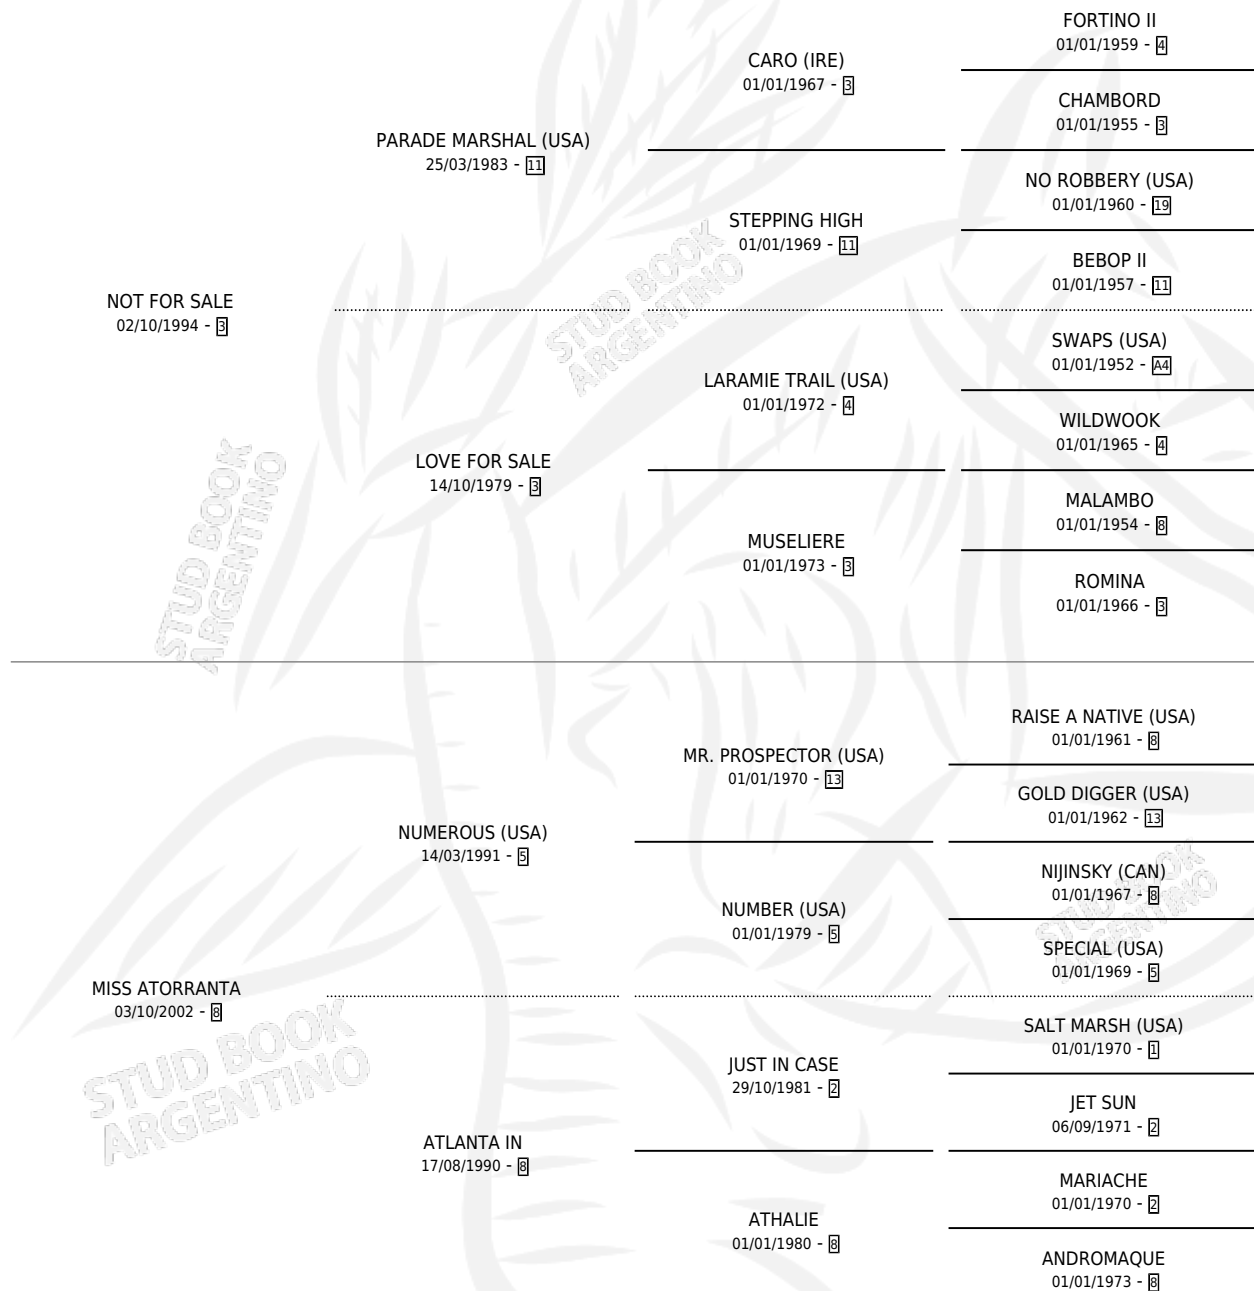 FORTINO II
01/01/1959 - 4
CARO (IRE)
01/01/1967 - 3
CHAMBORD
01/01/1955 - 3
PARADE MARSHAL (USA)
25/03/1983 - 11
NO ROBBERY (USA)
01/01/1960 - 19
STEPPING HIGH
01/01/1969 - 11
BEBOP II
01/01/1957 - 11
NOT FOR SALE
02/10/1994 - 3
SWAPS (USA)
01/01/1952 - A4
LARAMIE TRAIL (USA)
01/01/1972 - 4
WILDWOOK
01/01/1965 - 4
LOVE FOR SALE
14/10/1979 - 3
MALAMBO
01/01/1954 - 8
MUSELIERE
01/01/1973 - 3
ROMINA
01/01/1966 - 3
STUD BOOK
ARGENTINO
STUD BOOK
ARGENTINO
RAISE A NATIVE (USA)
01/01/1961 - 8
MR. PROSPECTOR (USA)
01/01/1970 - 13
GOLD DIGGER (USA)
01/01/1962 - 13
NUMEROUS (USA)
14/03/1991 - 5
NIJINSKY (CAN)
01/01/1967 - 8
NUMBER (USA)
01/01/1979 - 5
SPECIAL (USA)
01/01/1969 - 5
MISS ATORRANTA
03/10/2002 - 8
SALT MARSH (USA)
01/01/1970 - 1
JUST IN CASE
29/10/1981 - 2
JET SUN
06/09/1971 - 2
ATLANTA IN
17/08/1990 - 8
MARIACHE
01/01/1970 - 2
ATHALIE
01/01/1980 - 8
ANDROMAQUE
01/01/1973 - 8
STUD BOOK
ARGENTINO
STUD BOOK
ARGENTINO